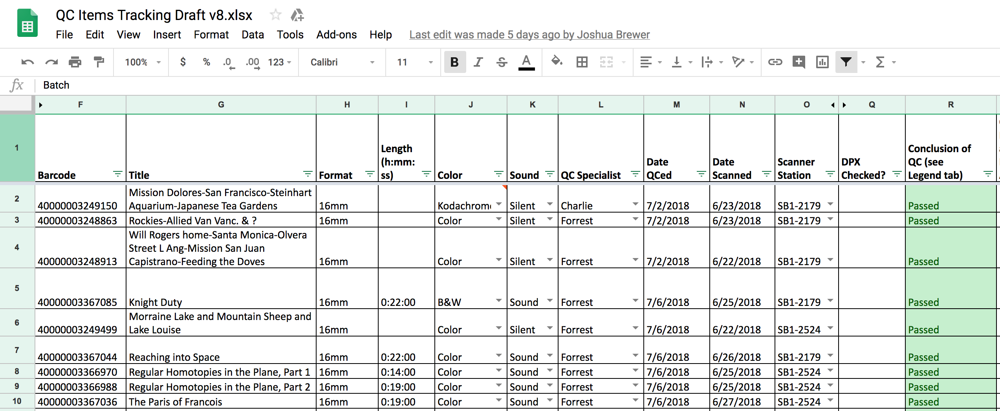 QC Items Tracking Draft v8.xlsx
File Edit View Insert Format Data Tools Add-ons Help Last edit was made 5 days ago by Joshua Brewer
100% $ % .0 .00 123 Calibri 11 B I S A
fx Batch
F G H I J K L M N O Q R
1 Barcode Title Format Length (h:mm:ss) Color Sound QC Specialist Date QCed Date Scanned Scanner Station DPX Checked? Conclusion of QC (see Legend tab)
2 40000003249150 Mission Dolores-San Francisco-Steinhart Aquarium-Japanese Tea Gardens 16mm Kodachrom Silent Charlie 7/2/2018 6/23/2018 SB1-2179 Passed
3 40000003248863 Rockies-Allied Van Vanc. & ? 16mm Color Silent Forrest 7/2/2018 6/23/2018 SB1-2179 Passed
4 40000003248913 Will Rogers home-Santa Monica-Olvera Street L Ang-Mission San Juan Capistrano-Feeding the Doves 16mm Color Silent Forrest 7/2/2018 6/22/2018 SB1-2179 Passed
5 40000003367085 Knight Duty 16mm 0:22:00 B&W Sound Forrest 7/6/2018 6/25/2018 SB1-2179 Passed
6 40000003249499 Morraine Lake and Mountain Sheep and Lake Louise 16mm Color Silent Forrest 7/6/2018 6/22/2018 SB1-2524 Passed
7 40000003367044 Reaching into Space 16mm 0:22:00 Color Sound Forrest 7/6/2018 6/26/2018 SB1-2179 Passed
8 40000003366970 Regular Homotopies in the Plane, Part 1 16mm 0:14:00 Color Sound Forrest 7/6/2018 6/25/2018 SB1-2524 Passed
9 40000003366988 Regular Homotopies in the Plane, Part 2 16mm 0:19:00 Color Sound Forrest 7/6/2018 6/25/2018 SB1-2524 Passed
10 40000003367036 The Paris of Francois 16mm 0:19:00 Color Sound Forrest 7/6/2018 6/27/2018 SB1-2524 Passed